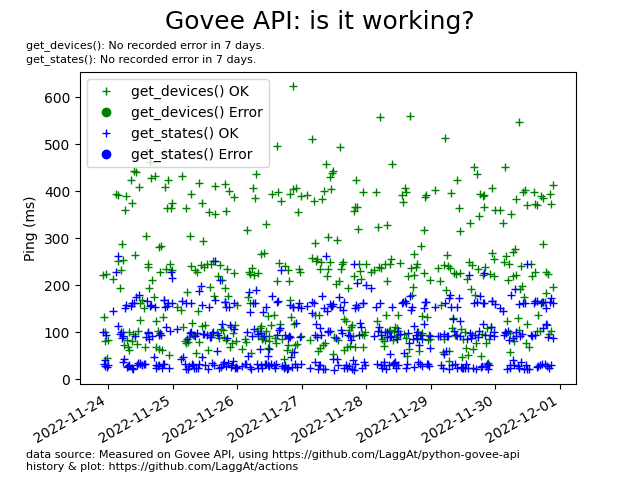 Govee API: is it working?
get_devices(): No recorded error in 7 days.
get_states(): No recorded error in 7 days.
get_devices() OK
get_devices() Error
get_states() OK
get_states() Error
Ping (ms)
600
500
400
300
200
100
0
2022-11-24
2022-11-25
2022-11-26
2022-11-27
2022-11-28
2022-11-29
2022-11-30
2022-12-01
data source: Measured on Govee API, using https://github.com/LaggAt/python-govee-api
history & plot: https://github.com/LaggAt/actions